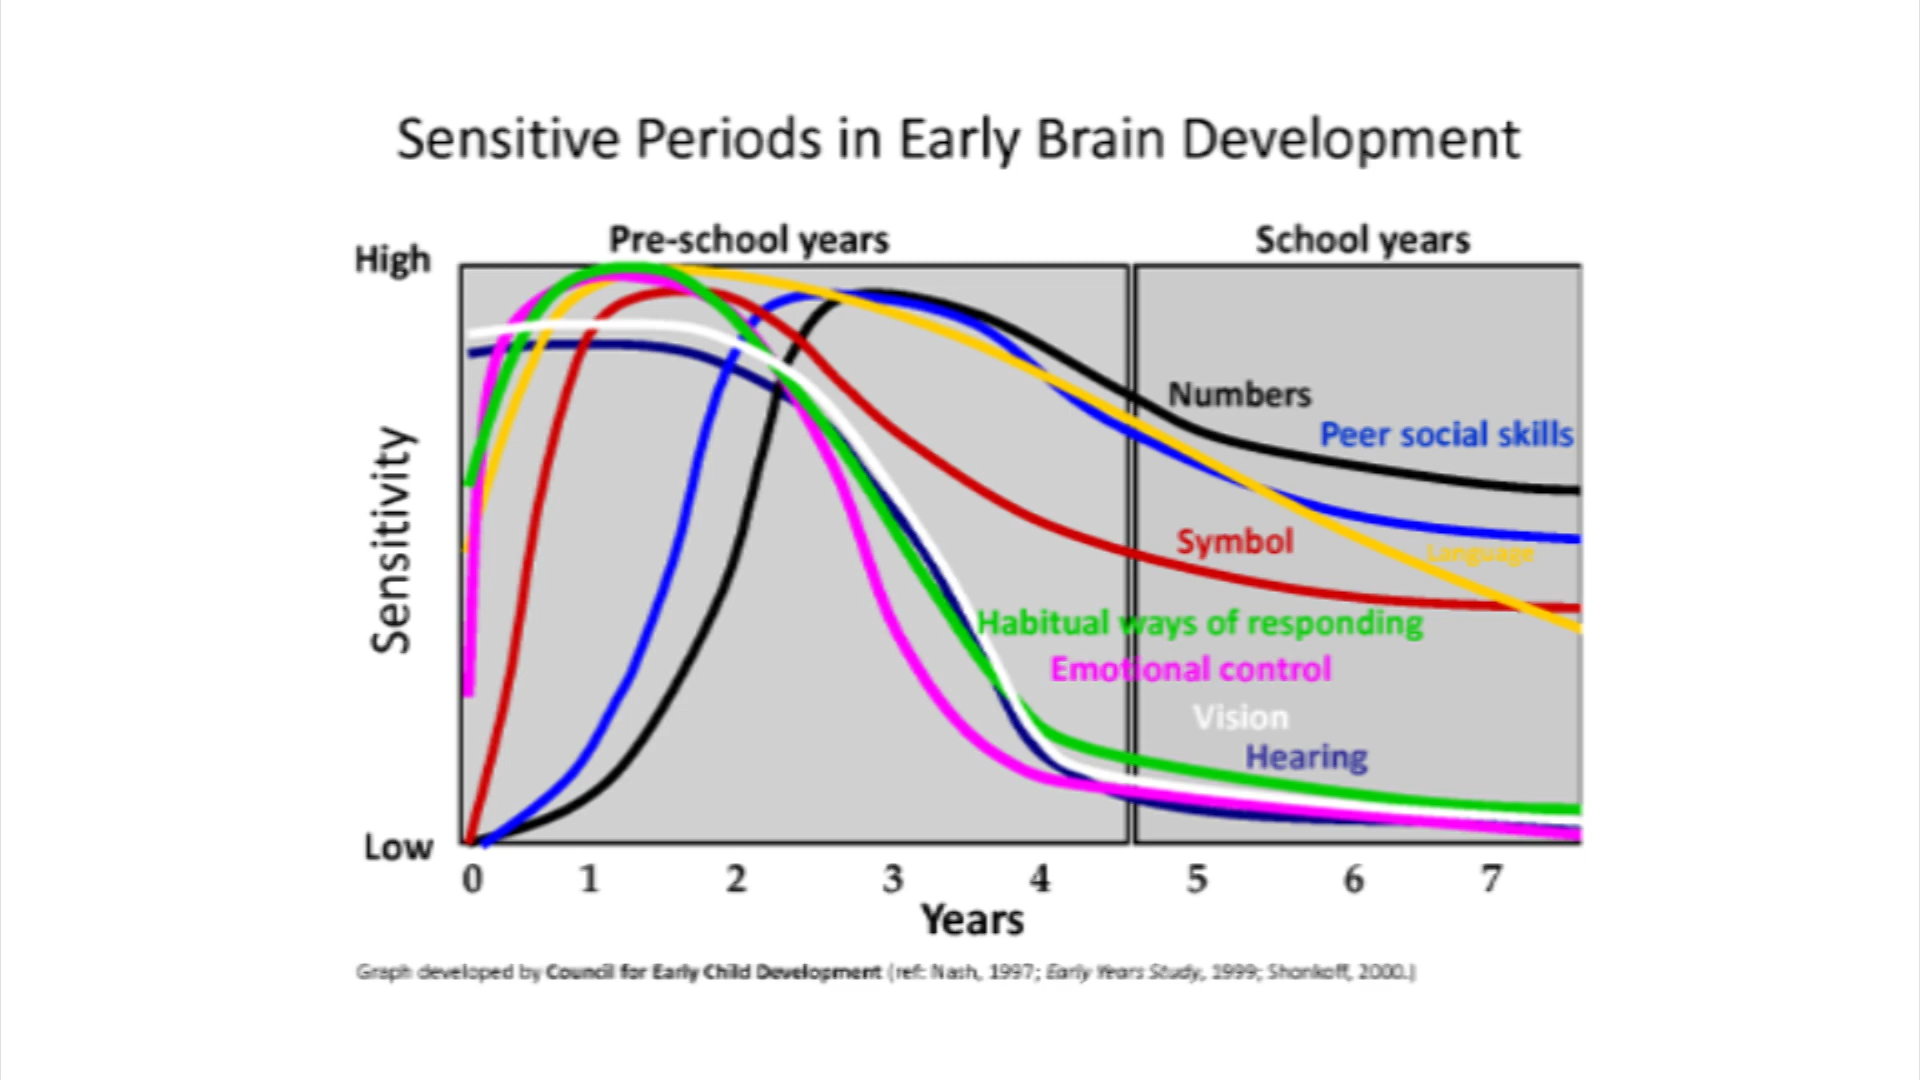 Sensitive Periods in Early Brain Development
Pre-school years
School years
High
Sensitivity
Numbers
Peer social skills
Symbol
Language
Habitual ways of responding
Emotional control
Vision
Hearing
Low
0 1 2 3 4 5 6 7
Years
Graph developed by Council for Early Child Development (ref: Nash, 1997; Early Years Study, 1999; Shonkoff, 2000.)